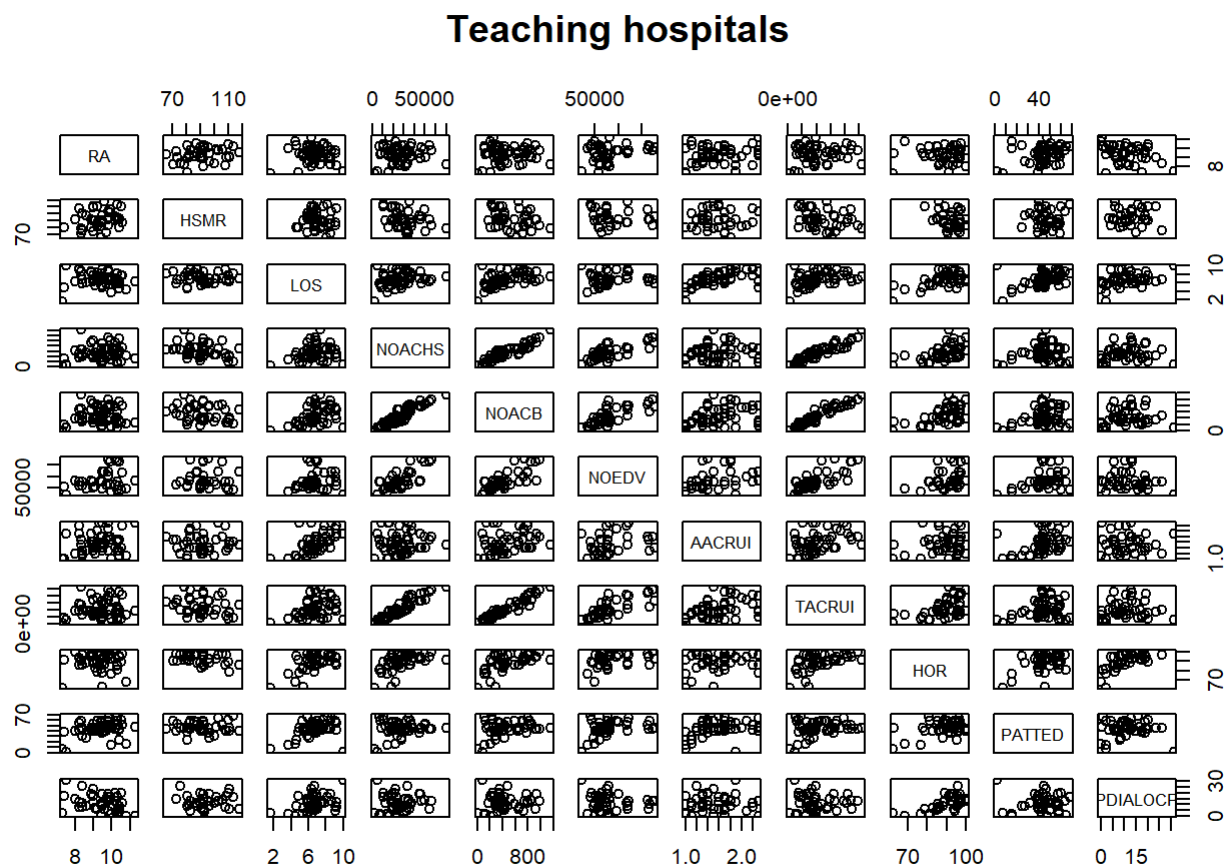 Teaching hospitals
70 110
0 50000
50000
0e+00
0 40
RA
8
70
HSMR
LOS
2 10
0
NOACHS
NOACB
0
50000
NOEDV
AACRUI
1.0
0e+00
TACRUI
HOR
70
0 70
PATTED
PDIALOCF
0 30
8 10
2 6 10
0 800
1.0 2.0
70 100
0 15